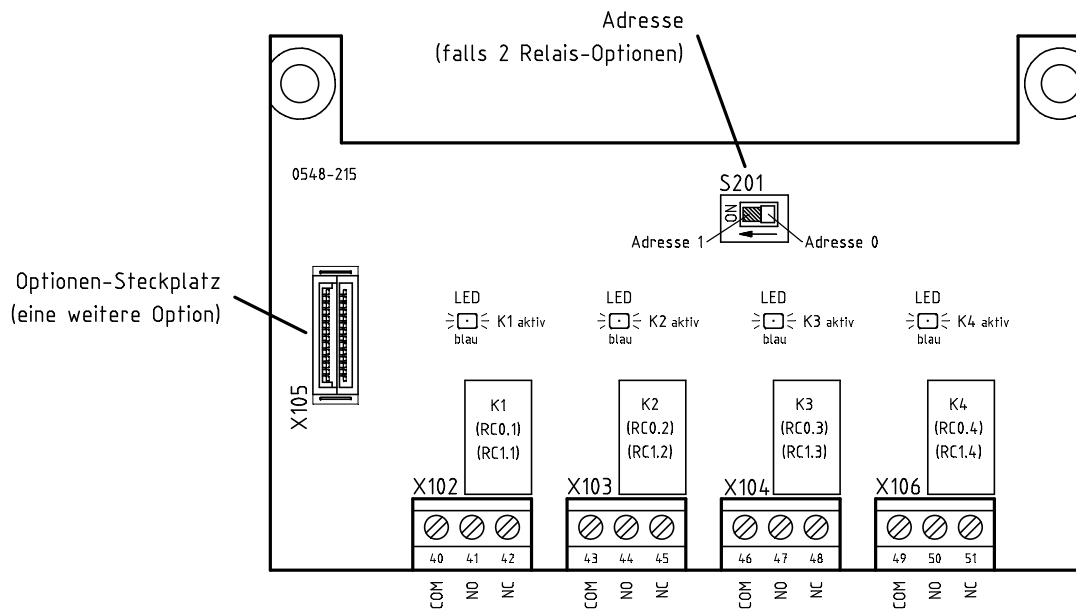 Adresse
(falls 2 Relais-Optionen)
0548-215
S201
ON
Adresse 1
Adresse 0
Optionen-Steckplatz
(eine weitere Option)
X105
LED
K1 aktiv
blau
LED
K2 aktiv
blau
LED
K3 aktiv
blau
LED
K4 aktiv
blau
K1
(RC0.1)
(RC1.1)
K2
(RC0.2)
(RC1.2)
K3
(RC0.3)
(RC1.3)
K4
(RC0.4)
(RC1.4)
X102
X103
X104
X106
40 41 42
43 44 45
46 47 48
49 50 51
COM NO NC
COM NO NC
COM NO NC
COM NO NC